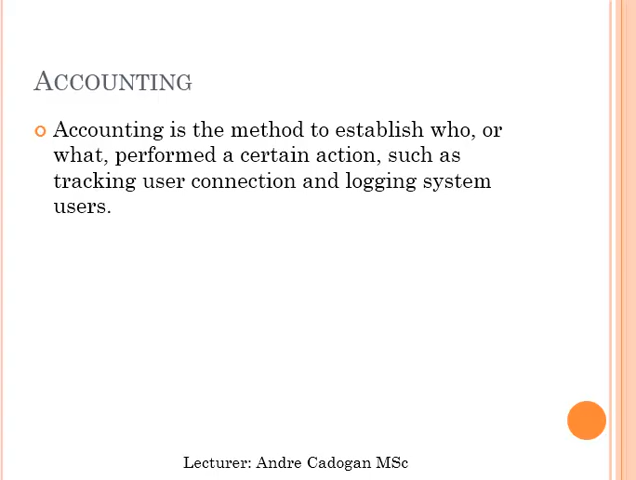 ACCOUNTING
Accounting is the method to establish who, or
what, performed a certain action, such as
tracking user connection and logging system
users.
Lecturer: Andre Cadogan MSc